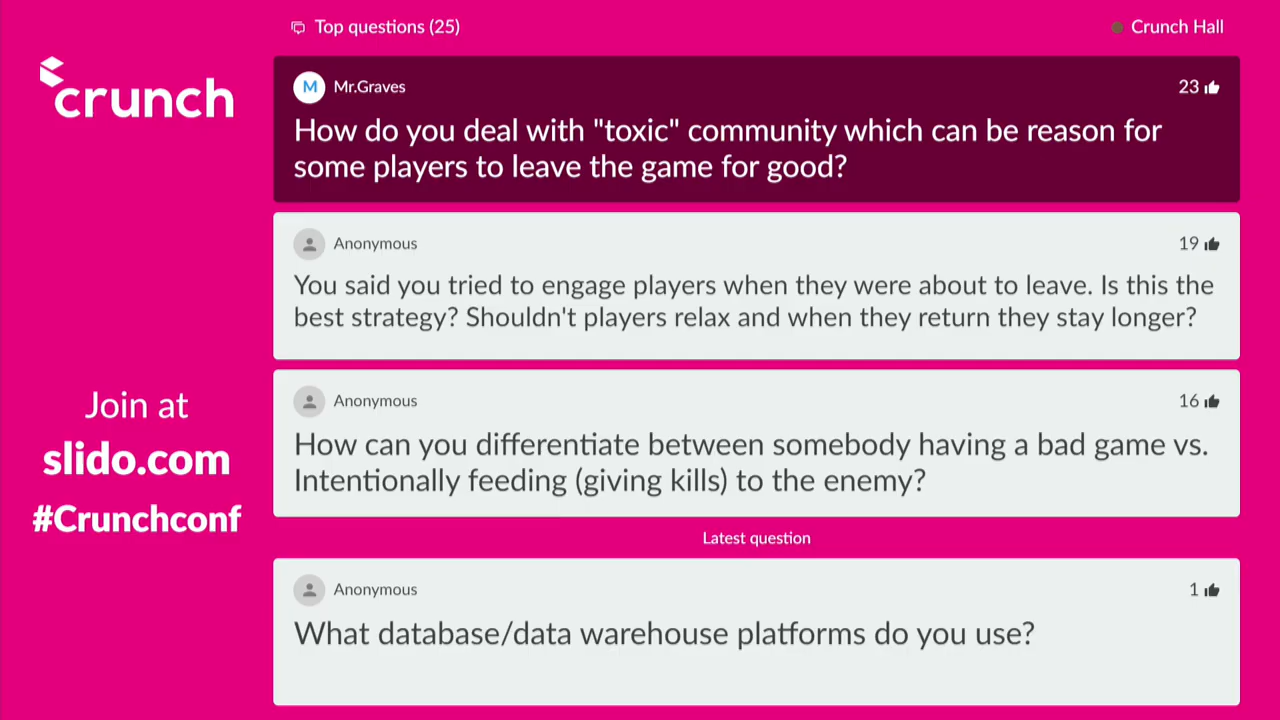 Top questions (25)
Crunch Hall
crunch
M
Mr.Graves
23
How do you deal with "toxic" community which can be reason for
some players to leave the game for good?
Anonymous
19
You said you tried to engage players when they were about to leave. Is this the
best strategy? Shouldn't players relax and when they return they stay longer?
Anonymous
16
How can you differentiate between somebody having a bad game vs.
Intentionally feeding (giving kills) to the enemy?
Join at
slido.com
#Crunchconf
Latest question
Anonymous
1
What database/data warehouse platforms do you use?